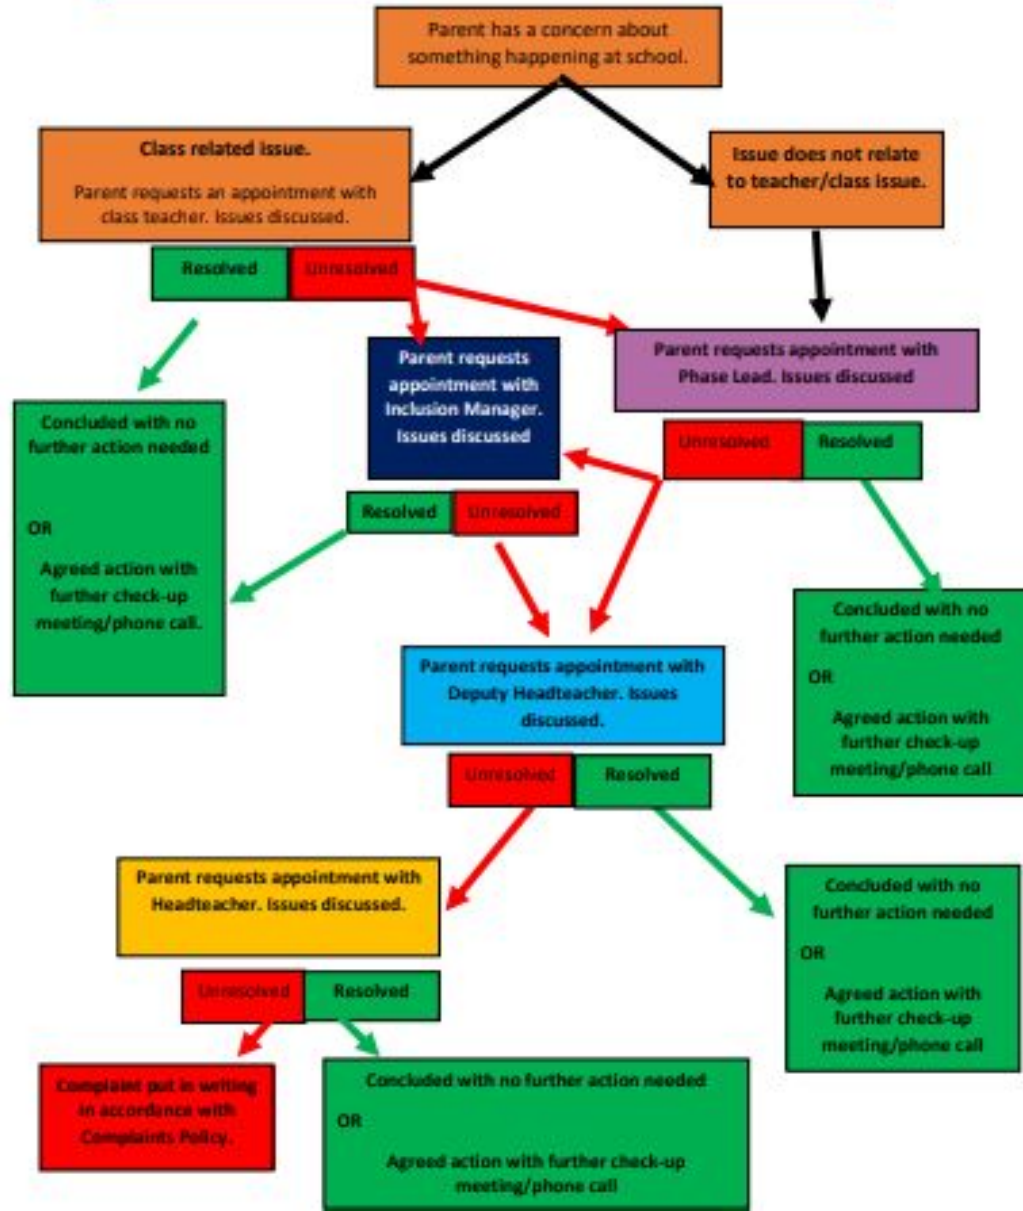 Parent has a concern about
something happening at school.
Class related issue.
Parent requests an appointment with
class teacher. Issues discussed.
Issue does not relate
to teacher/class issue.
Resolved
Unresolved
Parent requests
appointment with
Inclusion Manager.
Issues discussed
Parent requests appointment with
Phase Lead. Issues discussed
Unresolved
Resolved
Concluded with no
further action needed
OR
Agreed action with
further check-up
meeting/phone call.
Resolved
Unresolved
Concluded with no
further action needed
OR
Agreed action with
further check-up
meeting/phone call
Parent requests appointment with
Deputy Headteacher. Issues
discussed.
Unresolved
Resolved
Parent requests appointment with
Headteacher. Issues discussed.
Concluded with no
further action needed
OR
Agreed action with
further check-up
meeting/phone call
Unresolved
Resolved
Complaint put in writing
in accordance with
Complaints Policy.
Concluded with no further action needed
OR
Agreed action with further check-up
meeting/phone call